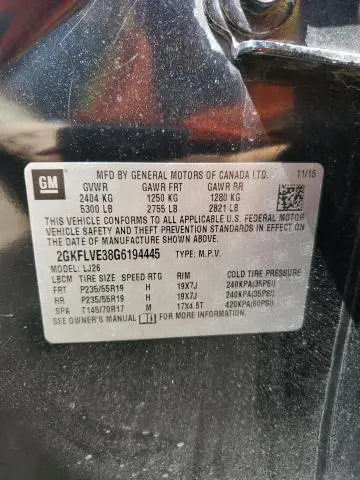 GM
MFD BY GENERAL MOTORS OF CANADA LTD. 11/15
GVWR GAWR FRT GAWR RR
2404 KG 1250 KG 1280 KG
5300 LB 2755 LB 2821 LB
THIS VEHICLE CONFORMS TO ALL APPLICABLE U.S. FEDERAL MOTOR
VEHICLE SAFETY, BUMPER, AND THEFT PREVENTION STANDARDS
IN EFFECT ON THE DATE OF MANUFACTURE SHOWN ABOVE.
2GKFLVE38G6194445 TYPE: M.P.V.
MODEL: LJ26
LBCM TIRE SIZE SPEED RTG RIM COLD TIRE PRESSURE
FRT P235/55R19 H 19X7J 240KPA(35PSI)
RR P235/55R19 H 19X7J 240KPA(35PSI)
SPA T145/70R17 M 17X4.5T 420KPA(60PSI)
SEE OWNER'S MANUAL FOR MORE INFORMATION